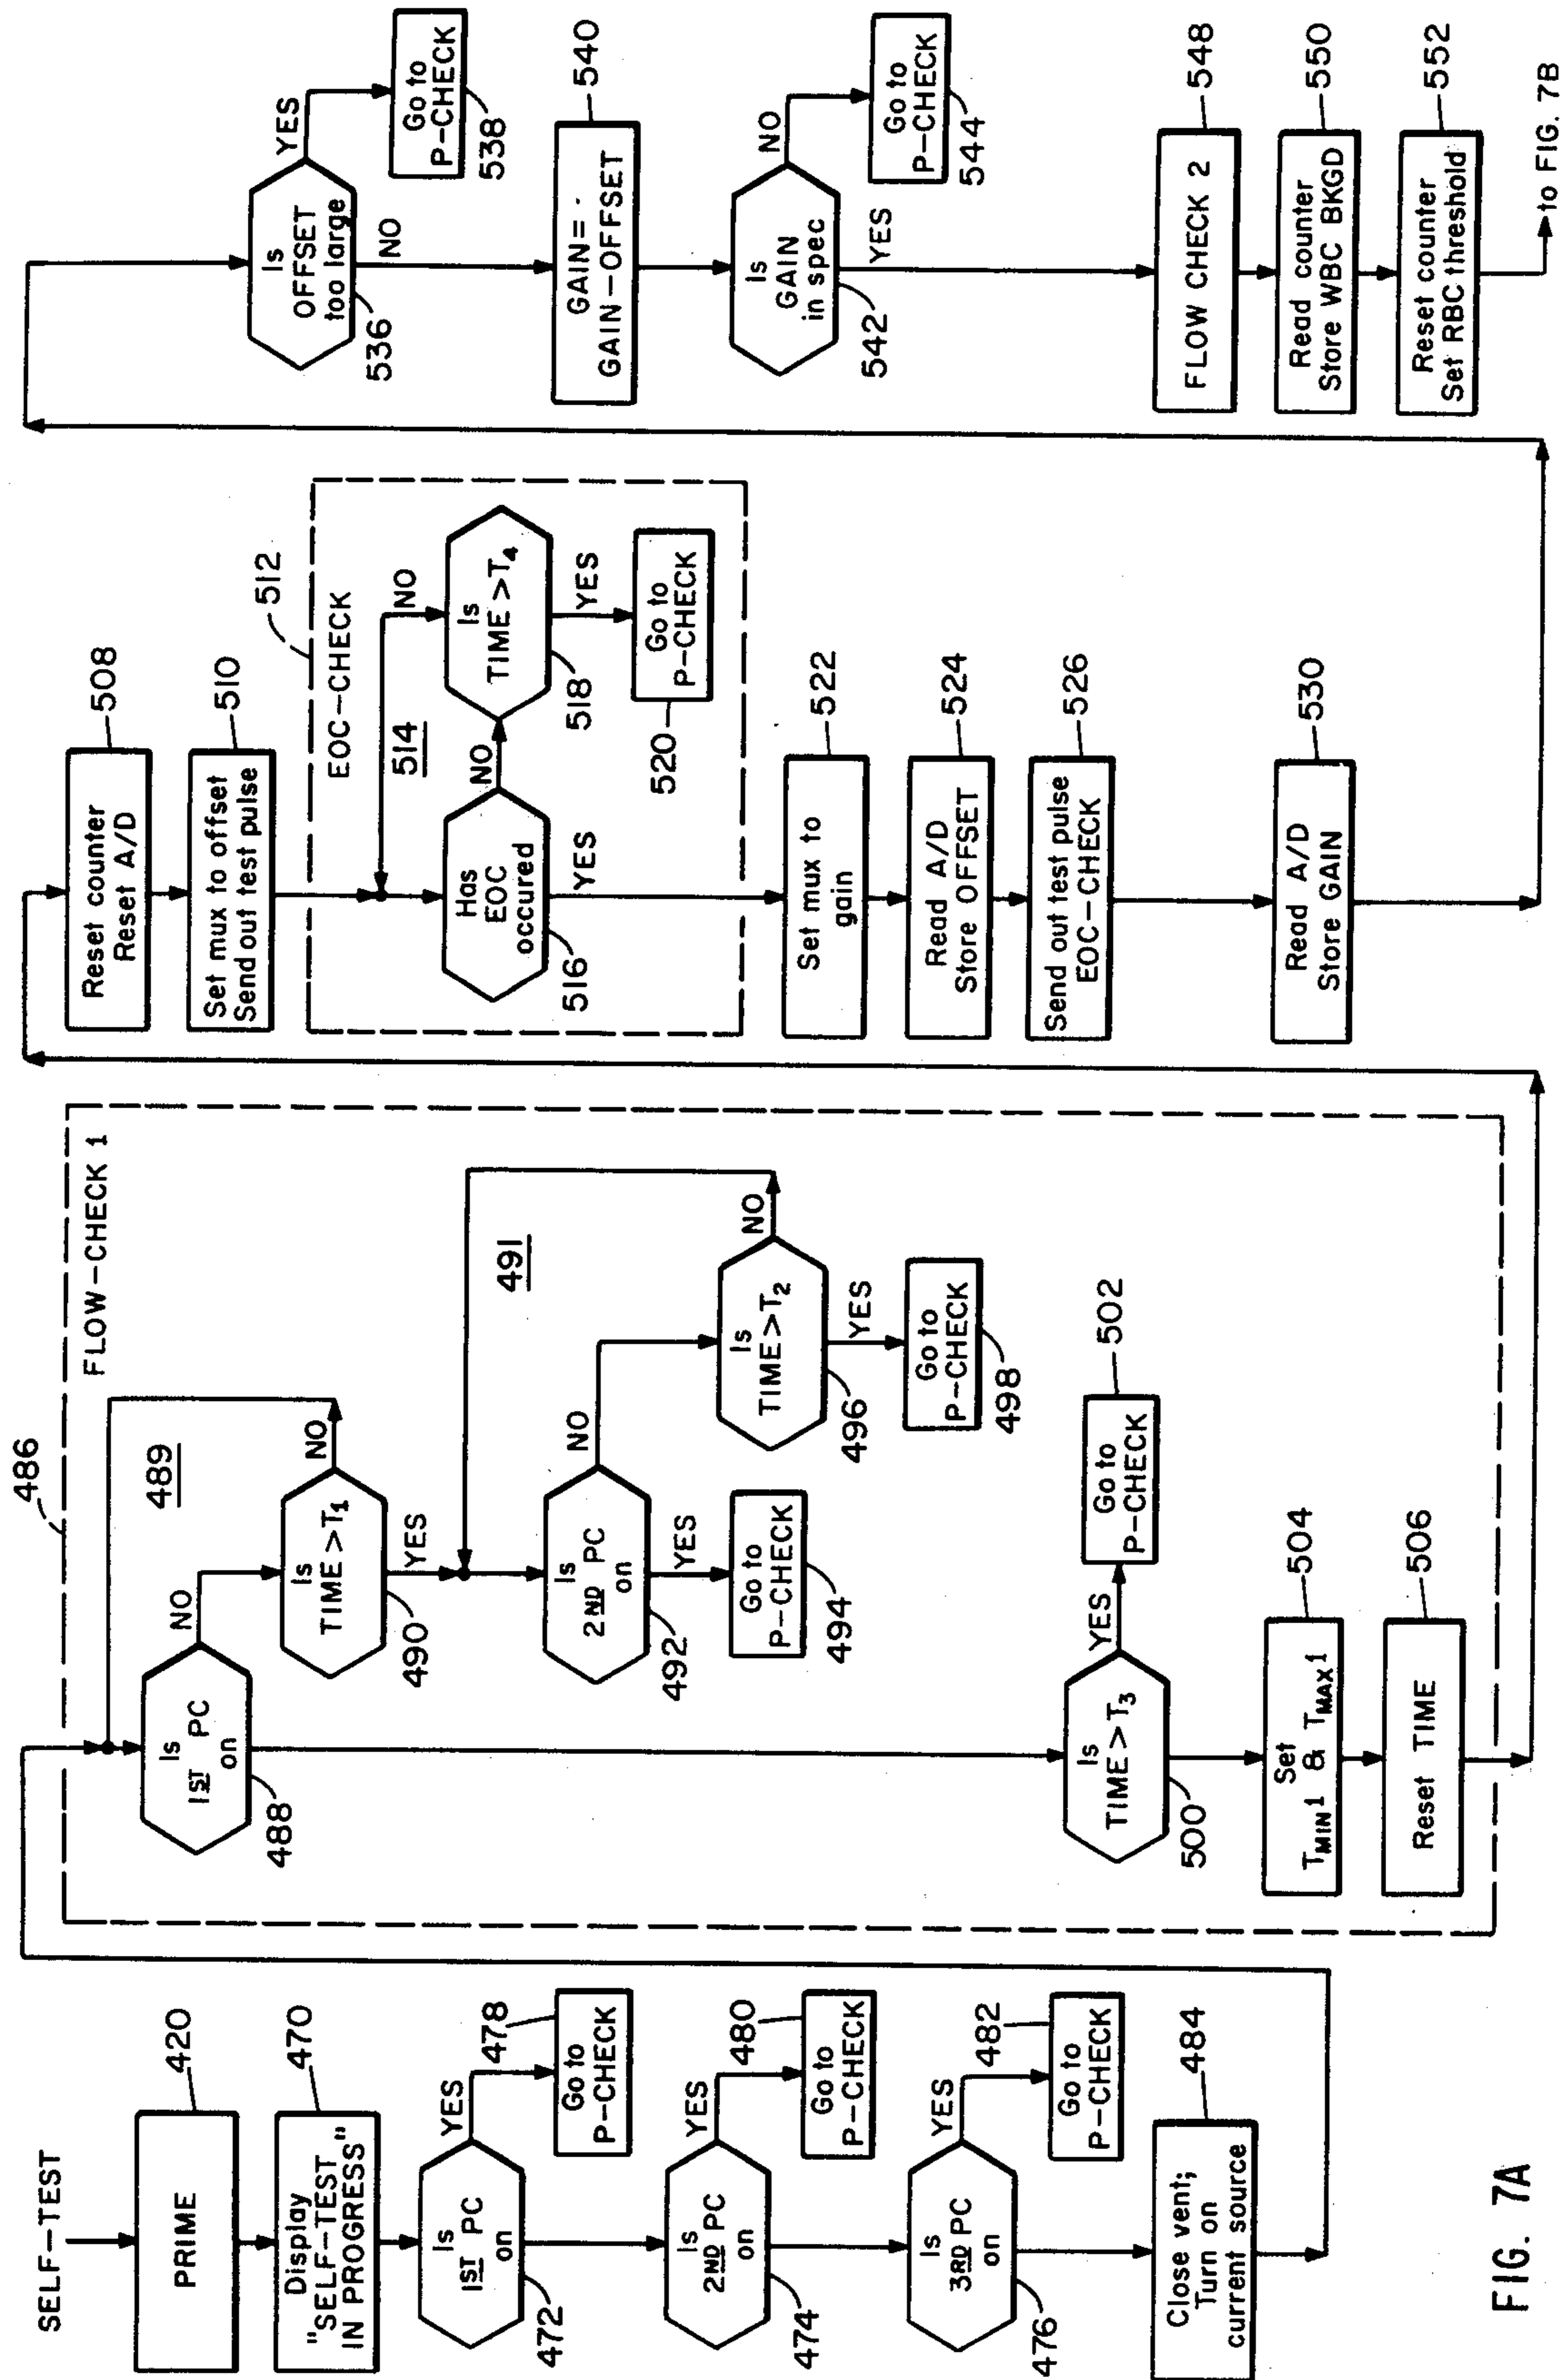 SELF-TEST
PRIME
420
Display
"SELF-TEST
IN PROGRESS"
470
Is
1ST PC
on
472
YES
Go to
P-CHECK
478
Is
2ND PC
on
474
YES
Go to
P-CHECK
480
Is
3RD PC
on
476
YES
Go to
P-CHECK
482
Close vent;
Turn on
current source
484
FIG. 7A
486
FLOW-CHECK 1
Is
1ST PC
on
488
NO
489
Is
TIME >T1
490
NO
YES
491
Is
2ND PC
on
492
NO
YES
Go to
P-CHECK
494
Is
TIME >T2
496
NO
YES
Go to
P-CHECK
498
Is
TIME >T3
500
YES
Go to
P-CHECK
502
Set
TMIN1 & TMAX1
504
Reset TIME
506
Reset counter
Reset A/D
508
Set mux to offset
Send out test pulse
510
512
EOC-CHECK
514
Has
EOC
occured
516
NO
YES
Is
TIME >T4
518
NO
YES
Go to
P-CHECK
520
Set mux to
gain
522
Read A/D
Store OFFSET
524
Send out test pulse
EOC-CHECK
526
Read A/D
Store GAIN
530
Is
OFFSET
too large
536
YES
NO
Go to
P-CHECK
538
GAIN=
GAIN-OFFSET
540
Is
GAIN
in spec
542
NO
YES
Go to
P-CHECK
544
FLOW CHECK 2
548
Read counter
Store WBC BKGD
550
Reset counter
Set RBC threshold
552
to FIG. 7B